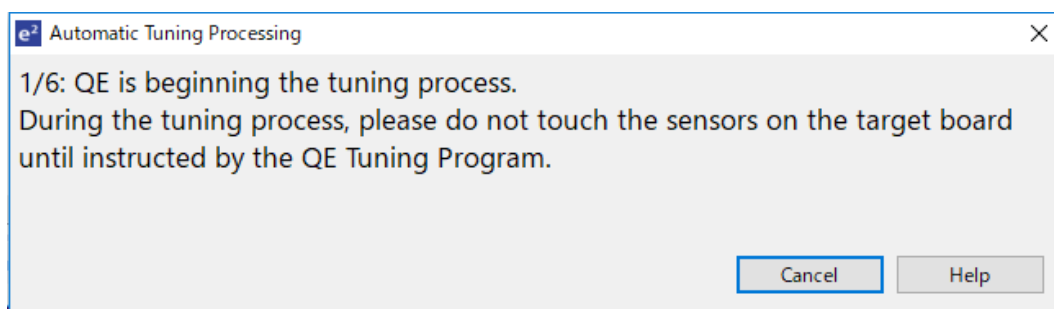 e² Automatic Tuning Processing
1/6: QE is beginning the tuning process.
During the tuning process, please do not touch the sensors on the target board
until instructed by the QE Tuning Program.
Cancel Help